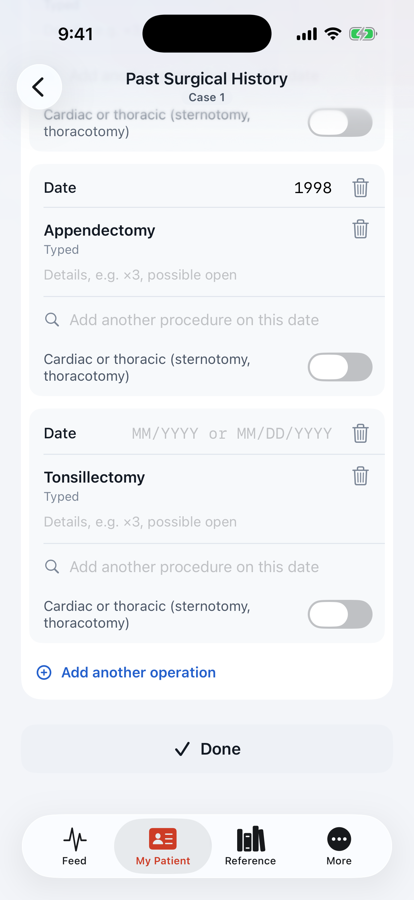 9:41
Past Surgical History
Case 1
Cardiac or thoracic (sternotomy,
thoracotomy)
Date 1998
Appendectomy
Typed
Details, e.g. ×3, possible open
Add another procedure on this date
Cardiac or thoracic (sternotomy,
thoracotomy)
Date MM/YYYY or MM/DD/YYYY
Tonsillectomy
Typed
Details, e.g. ×3, possible open
Add another procedure on this date
Cardiac or thoracic (sternotomy,
thoracotomy)
Add another operation
Done
Feed My Patient Reference More